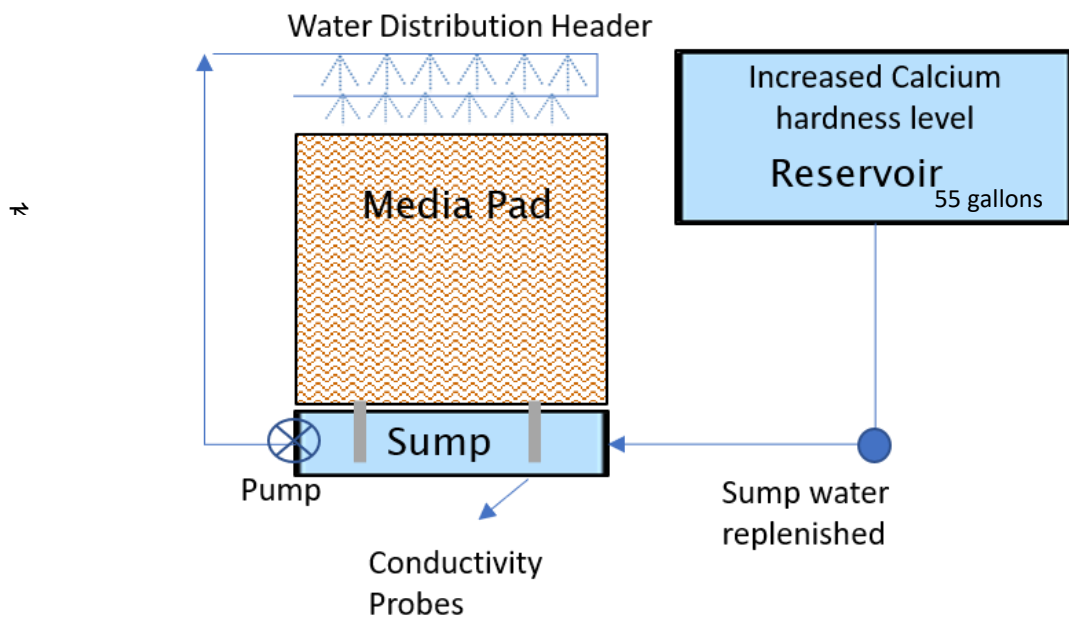 Water Distribution Header
Increased Calcium
hardness level
Reservoir
55 gallons
Media Pad
Sump
Pump
Sump water
replenished
Conductivity
Probes